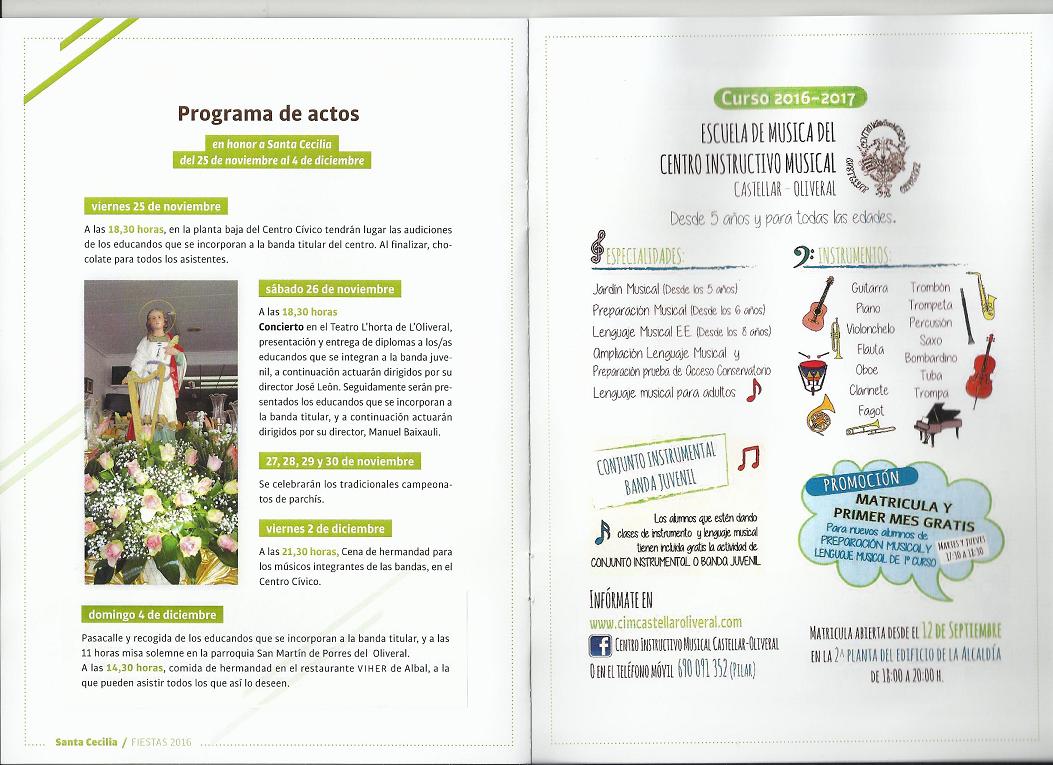 Programa de actos
en honor a Santa Cecilia
del 25 de noviembre al 4 de diciembre
viernes 25 de noviembre
A las 18,30 horas, en la planta baja del Centro Cívico tendrán lugar las audiciones
de los educandos que se incorporan a la banda titular del centro. Al finalizar, cho-
colate para todos los asistentes.
sábado 26 de noviembre
A las 18,30 horas
Concierto en el Teatro L'horta de L'Oliveral,
presentación y entrega de diplomas a los/as
educandos que se integran a la banda juve-
nil, a continuación actuarán dirigidos por su
director José León. Seguidamente serán pre-
sentados los educandos que se incorporan a
la banda titular, y a continuación actuarán
dirigidos por su director, Manuel Baixauli.
27, 28, 29 y 30 de noviembre
Se celebrarán los tradicionales campeona-
tos de parchís.
viernes 2 de diciembre
A las 21,30 horas, Cena de hermandad para
los músicos integrantes de las bandas, en el
Centro Cívico.
domingo 4 de diciembre
Pasacalle y recogida de los educandos que se incorporan a la banda titular, y a las
11 horas misa solemne en la parroquia San Martín de Porres del Oliveral.
A las 14,30 horas, comida de hermandad en el restaurante VIHER de Albal, a la
que pueden asistir todos los que así lo deseen.
Santa Cecilia / FIESTAS 2016
Curso 2016-2017
ESCUELA DE MUSICA DEL
CENTRO INSTRUCTIVO MUSICAL
CASTELLAR - OLIVERAL
Desde 5 años y para todas las edades.
ESPECIALIDADES:
Jardín Musical (Desde los 5 años)
Preparación Musical (Desde los 6 años)
Lenguaje Musical E.E. (Desde los 8 años)
Ampliación Lenguaje Musical y
Preparación prueba de Acceso Conservatorio
Lenguaje musical para adultos
INSTRUMENTOS:
Guitarra
Piano
Violonchelo
Flauta
Oboe
Clarinete
Fagot
Trombón
Trompeta
Percusión
Saxo
Bombardino
Tuba
Trompa
CONJUNTO INSTRUMENTAL
BANDA JUVENIL
Los alumnos que estén dando
clases de instrumento y lenguaje musical
tienen incluida gratis la actividad de
CONJUNTO INSTRUMENTAL O BANDA JUVENIL
PROMOCIÓN
MATRICULA Y
PRIMER MES GRATIS
Para nuevos alumnos de
PREPARACIÓN MUSICAL Y
LENGUAJE MUSICAL DE 1º CURSO
MARTES Y JUEVES
17:30 A 18:30
INFÓRMATE EN
www.cimcastellaroliveral.com
CENTRO INSTRUCTIVO MUSICAL CASTELLAR-OLIVERAL
O EN EL TELÉFONO MÓVIL 690 091 352 (PILAR)
MATRICULA ABIERTA DESDE EL 12 DE SEPTIEMBRE
EN LA 2ª PLANTA DEL EDIFICIO DE LA ALCALDÍA
DE 18:00 A 20:00 H.